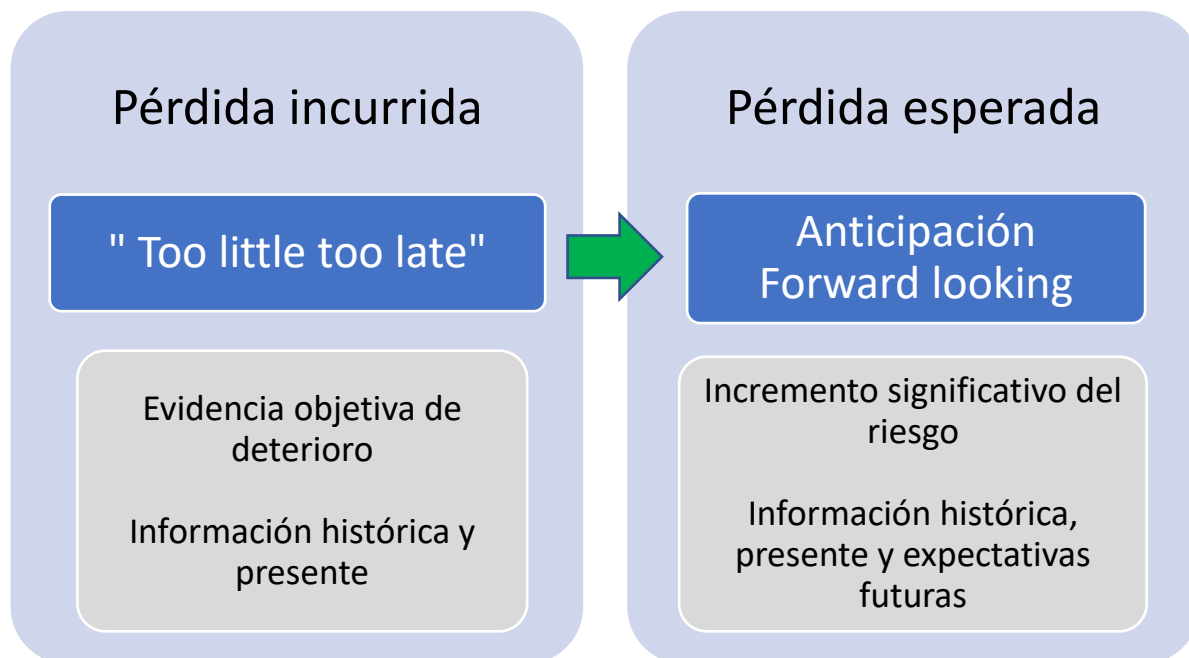 Pérdida incurrida
" Too little too late"
Evidencia objetiva de
deterioro
Información histórica y
presente
Pérdida esperada
Anticipación
Forward looking
Incremento significativo del
riesgo
Información histórica,
presente y expectativas
futuras